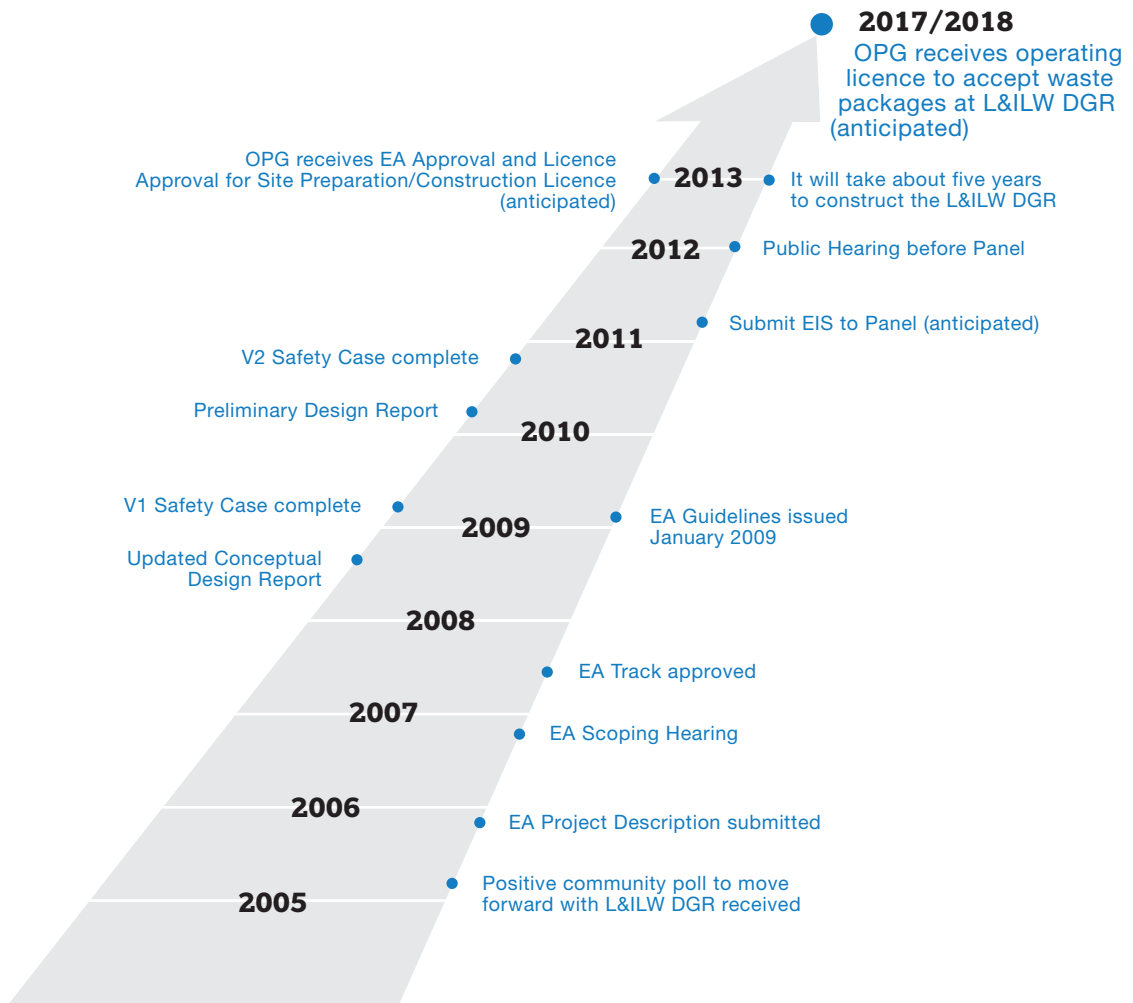 2017/2018
OPG receives operating
licence to accept waste
packages at L&ILW DGR
(anticipated)
OPG receives EA Approval and Licence
Approval for Site Preparation/Construction Licence
(anticipated)
2013
It will take about five years
to construct the L&ILW DGR
2012
Public Hearing before Panel
Submit EIS to Panel (anticipated)
2011
V2 Safety Case complete
Preliminary Design Report
2010
V1 Safety Case complete
EA Guidelines issued
January 2009
2009
Updated Conceptual
Design Report
2008
EA Track approved
2007
EA Scoping Hearing
2006
EA Project Description submitted
Positive community poll to move
forward with L&ILW DGR received
2005